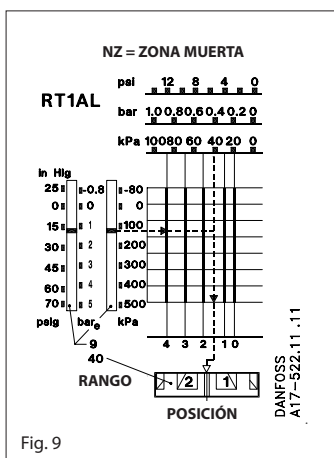 NZ = ZONA MUERTA
psi 12 8 4 0
RT1AL
bar 1.0 0.8 0.6 0.4 0.2 0
kPa 100 80 60 40 20 0
in Hg
25 -0.8 -80
0 0 0
15 1 100
30 2 200
45 3 300
60 4 400
70 5 500
psig bare kPa
4 3 2 1 0
9
40
RANGO
2 1
POSICIÓN
DANFOSS
A17-522.11 .11
Fig. 9